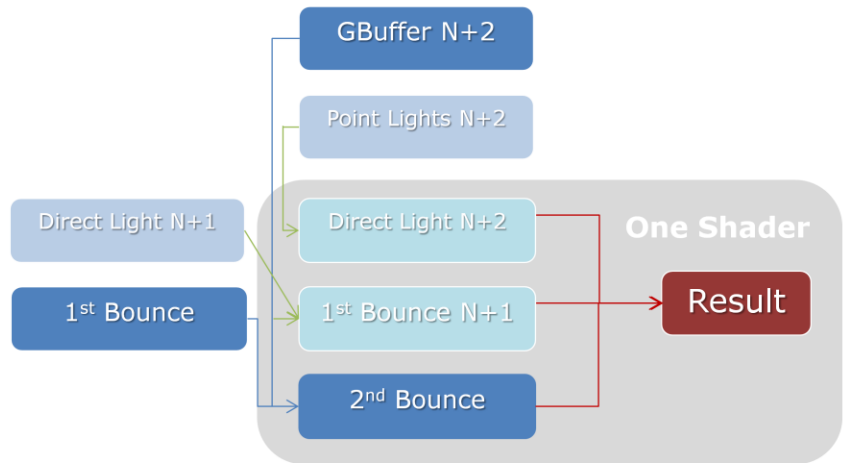 GBuffer N+2
Point Lights N+2
Direct Light N+1
Direct Light N+2
One Shader
1st Bounce
1st Bounce N+1
Result
2nd Bounce